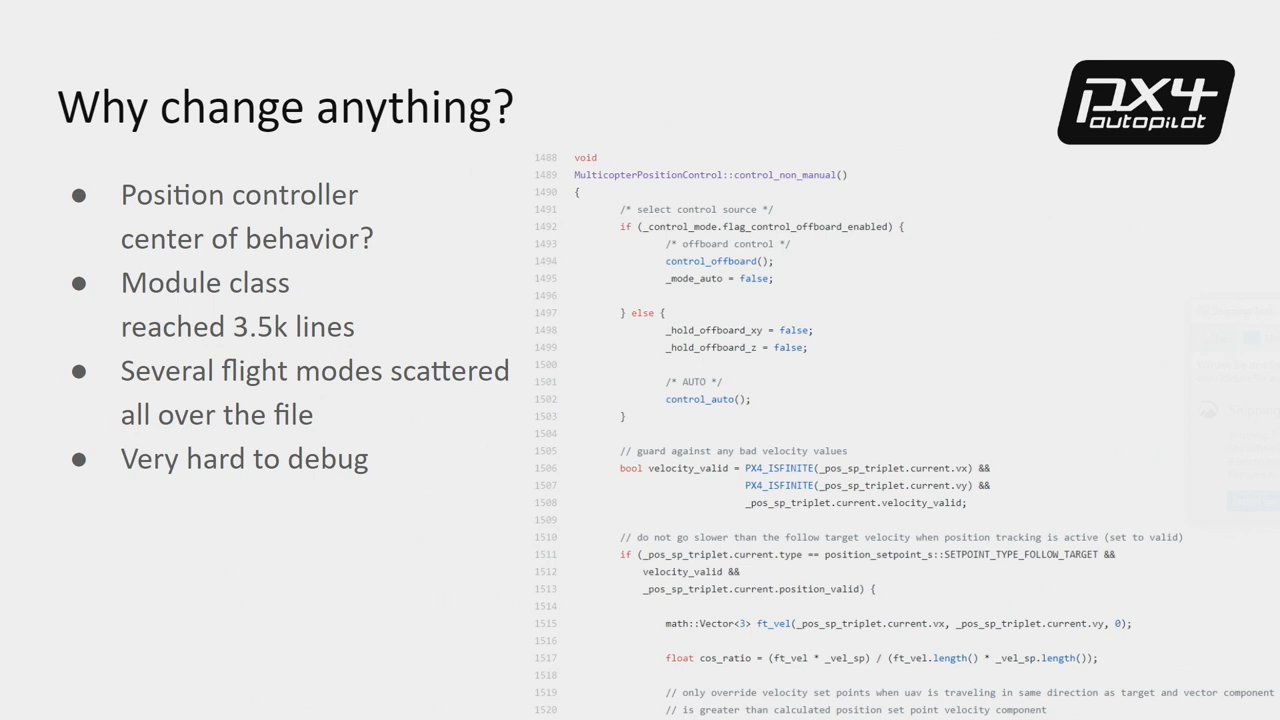 Why change anything?
px4
autopilot
● Position controller
center of behavior?
● Module class
reached 3.5k lines
● Several flight modes scattered
all over the file
● Very hard to debug
1488 void
1489 MulticopterPositionControl::control_non_manual()
1490 {
1491 /* select control source */
1492 if (_control_mode.flag_control_offboard_enabled) {
1493 /* offboard control */
1494 control_offboard();
1495 _mode_auto = false;
1496
1497 } else {
1498 _hold_offboard_xy = false;
1499 _hold_offboard_z = false;
1500
1501 /* AUTO */
1502 control_auto();
1503 }
1504
1505 // guard against any bad velocity values
1506 bool velocity_valid = PX4_ISFINITE(_pos_sp_triplet.current.vx) &&
1507 PX4_ISFINITE(_pos_sp_triplet.current.vy) &&
1508 _pos_sp_triplet.current.velocity_valid;
1509
1510 // do not go slower than the follow target velocity when position tracking is active (set to valid)
1511 if (_pos_sp_triplet.current.type == position_setpoint_s::SETPOINT_TYPE_FOLLOW_TARGET &&
1512 velocity_valid &&
1513 _pos_sp_triplet.current.position_valid) {
1514
1515 math::Vector<3> ft_vel(_pos_sp_triplet.current.vx, _pos_sp_triplet.current.vy, 0);
1516
1517 float cos_ratio = (ft_vel * _vel_sp) / (ft_vel.length() * _vel_sp.length());
1518
1519 // only override velocity set points when uav is traveling in same direction as target and vector component
1520 // is greater than calculated position set point velocity component